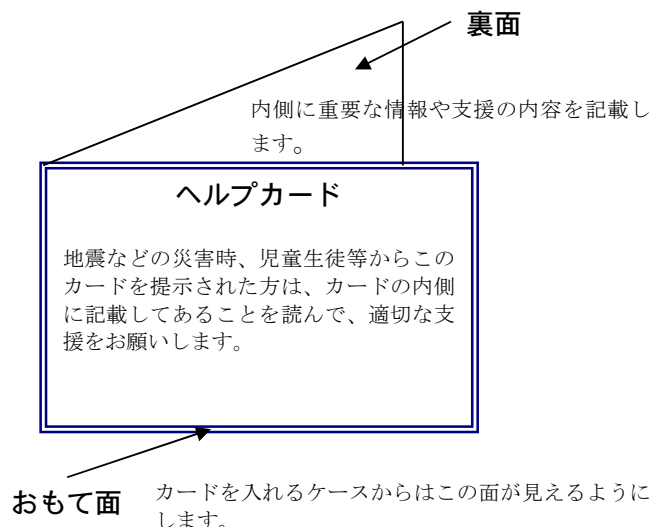 裏面
内側に重要な情報や支援の内容を記載し
ます。
ヘルプカード
地震などの災害時、児童生徒等からこの
カードを提示された方は、カードの内側
に記載してあることを読んで、適切な支
援をお願いします。
おもて面
カードを入れるケースからはこの面が見えるように
します。